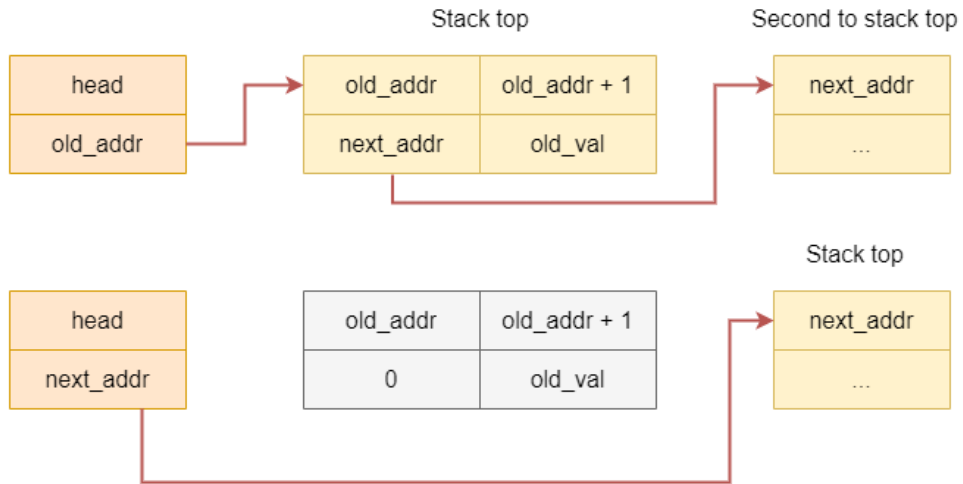 Stack top
Second to stack top
head
old_addr
old_addr + 1
next_addr
old_addr
next_addr
old_val
...
Stack top
head
old_addr
old_addr + 1
next_addr
next_addr
0
old_val
...